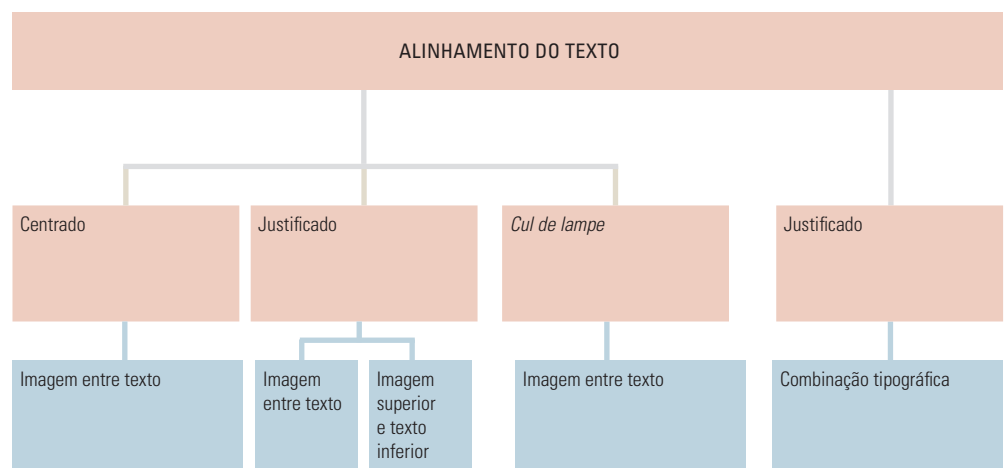 ALINHAMENTO DO TEXTO
Centrado
Justificado
Cul de lampe
Justificado
Imagem entre texto
Imagem
entre texto
Imagem
superior
e texto
inferior
Imagem entre texto
Combinação tipográfica